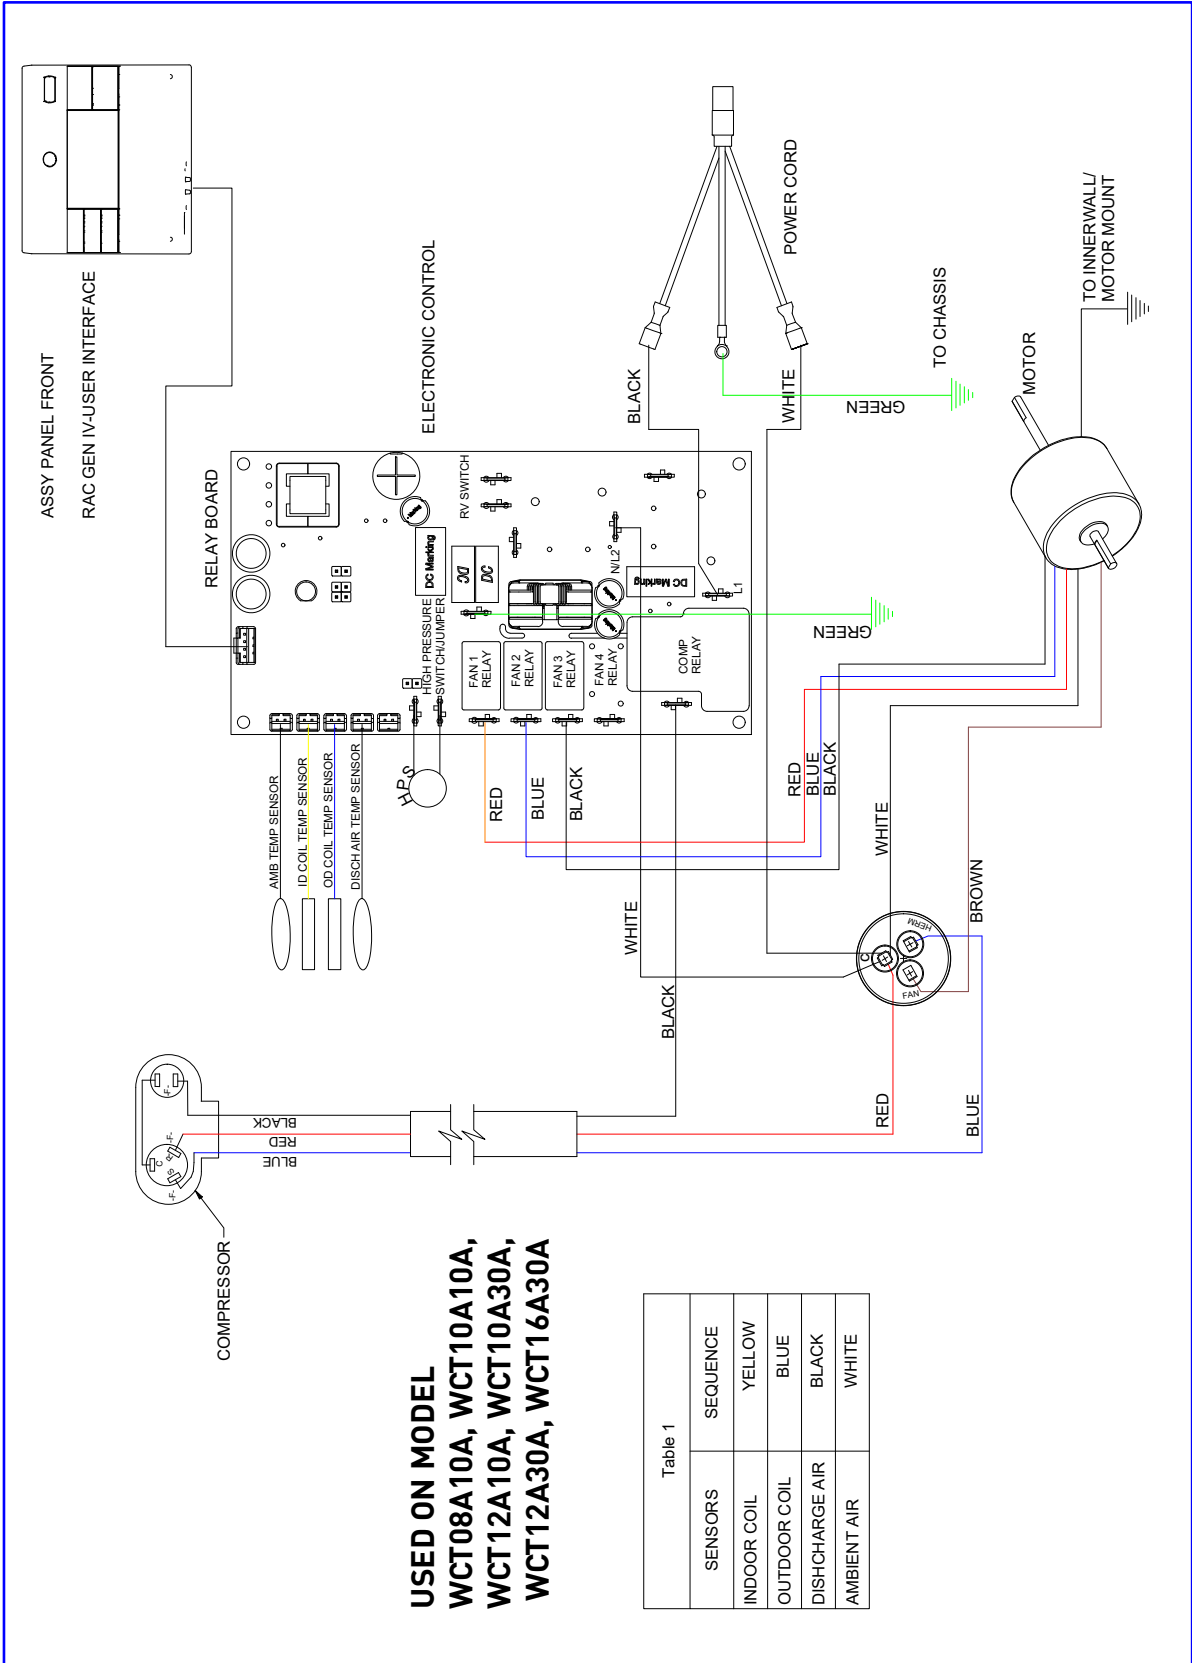 ASSY PANEL FRONT
RAC GEN IV-USER INTERFACE
RELAY BOARD
ELECTRONIC CONTROL
POWER CORD
BLACK
WHITE
GREEN
TO CHASSIS
TO INNERWALL/
MOTOR MOUNT
MOTOR
RV SWITCH
DC Marking
DC
DC
HIGH PRESSURE
SWITCH/JUMPER
N/L2
DC Marking
L1
GREEN
FAN 1
RELAY
FAN 2
RELAY
FAN 3
RELAY
FAN 4
RELAY
COMP
RELAY
AMB TEMP SENSOR
ID COIL TEMP SENSOR
OD COIL TEMP SENSOR
DISCH AIR TEMP SENSOR
HPS
RED
BLUE
BLACK
RED
BLUE
BLACK
WHITE
WHITE
BLACK
BROWN
C
HERM
FAN
RED
BLUE
BLACK
RED
BLUE
-F-
-F-
-F-
C
R
S
COMPRESSOR
USED ON MODEL
WCT08A10A, WCT10A10A,
WCT12A10A, WCT10A30A,
WCT12A30A, WCT16A30A
Table 1
SENSORS SEQUENCE
INDOOR COIL YELLOW
OUTDOOR COIL BLUE
DISHCHARGE AIR BLACK
AMBIENT AIR WHITE